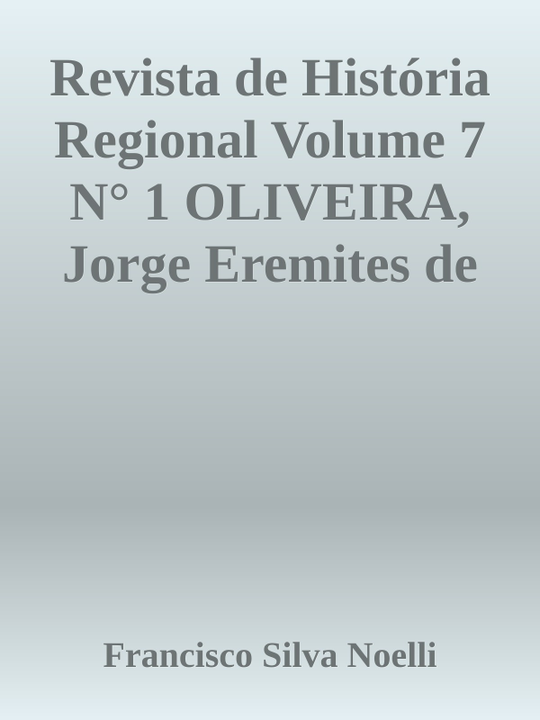 Revista de História
Regional Volume 7
N° 1 OLIVEIRA,
Jorge Eremites de
Francisco Silva Noelli